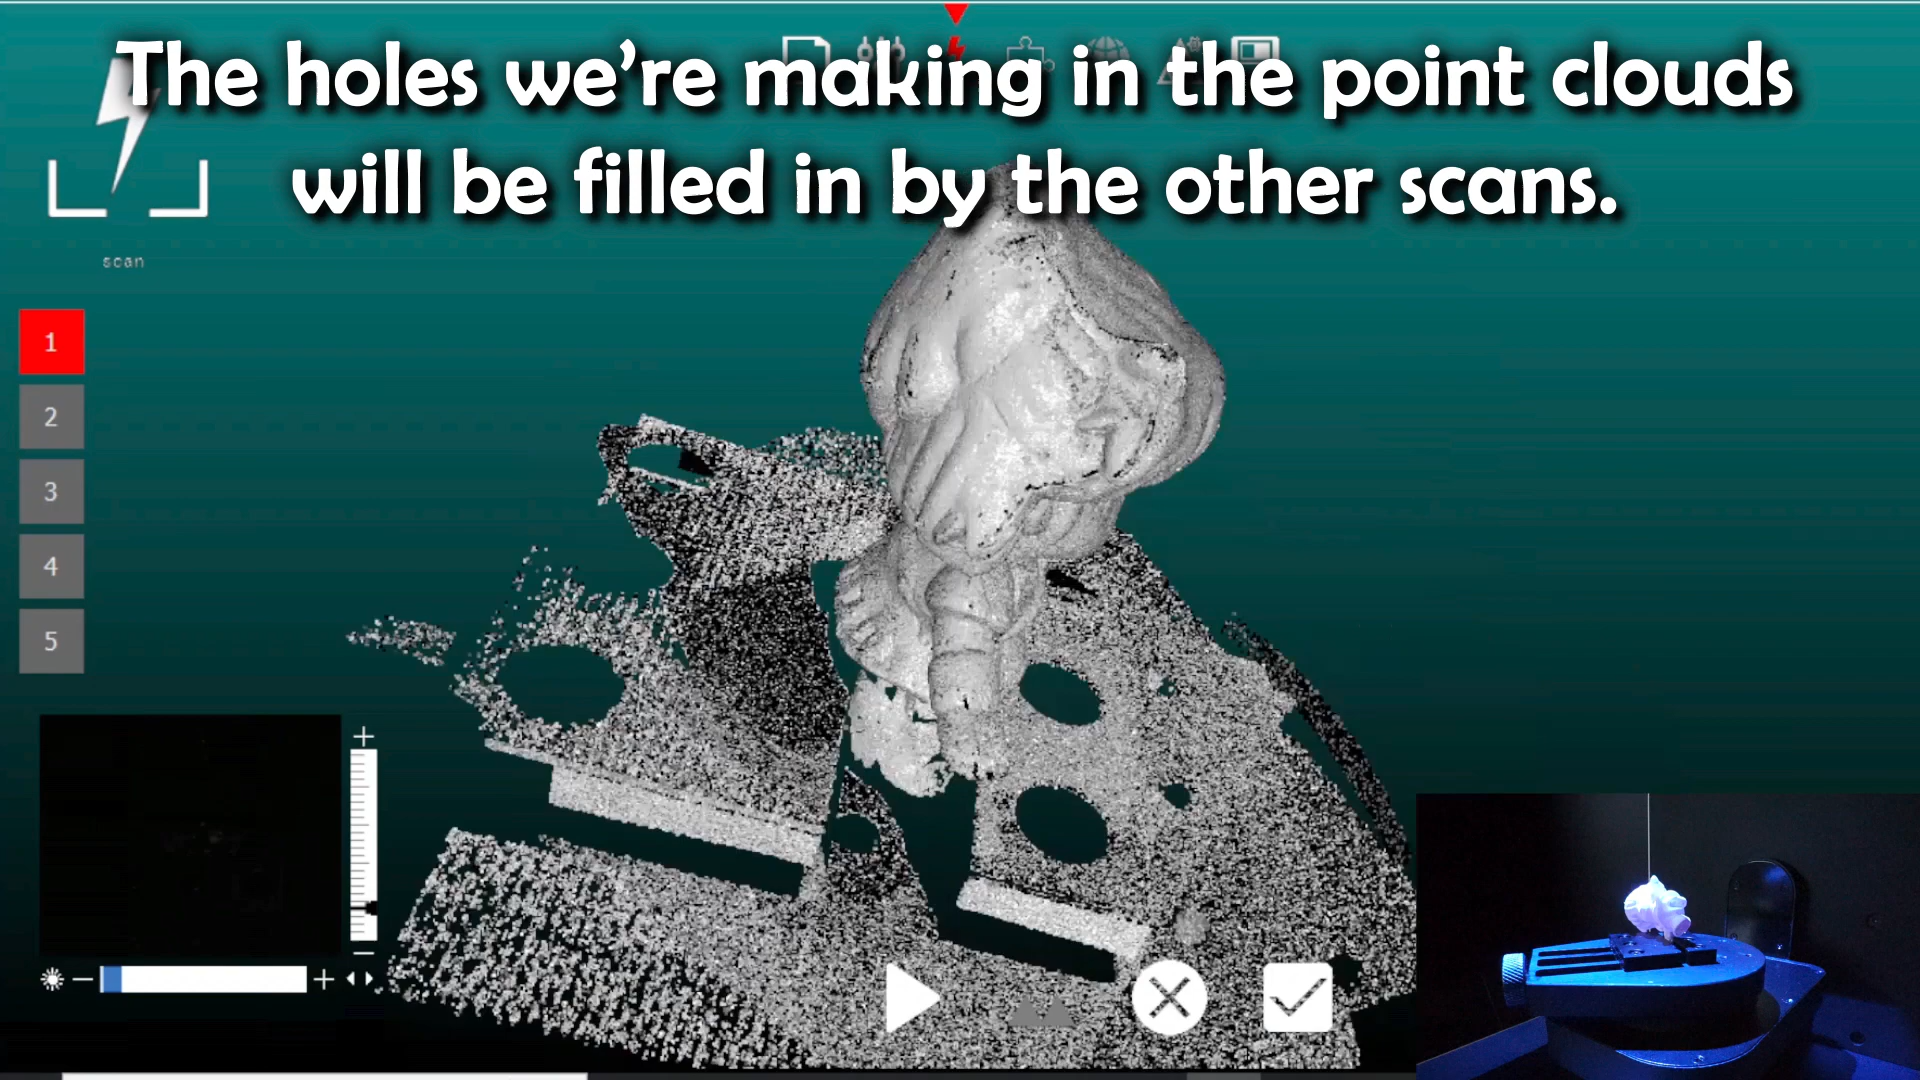 The holes we’re making in the point clouds
will be filled in by the other scans.
scan
1
2
3
4
5